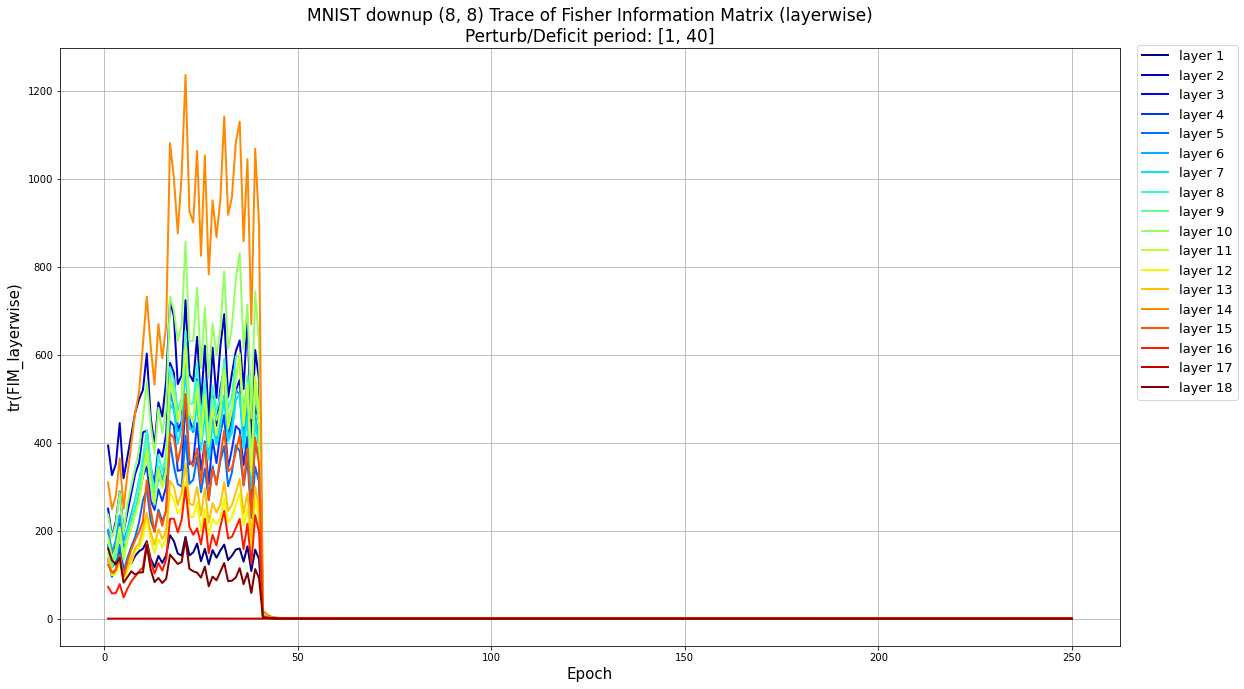 MNIST downup (8, 8) Trace of Fisher Information Matrix (layerwise)
Perturb/Deficit period: [1, 40]
tr(FIM_layerwise)
1200
1000
800
600
400
200
0
0
50
100
150
200
250
Epoch
layer 1
layer 2
layer 3
layer 4
layer 5
layer 6
layer 7
layer 8
layer 9
layer 10
layer 11
layer 12
layer 13
layer 14
layer 15
layer 16
layer 17
layer 18